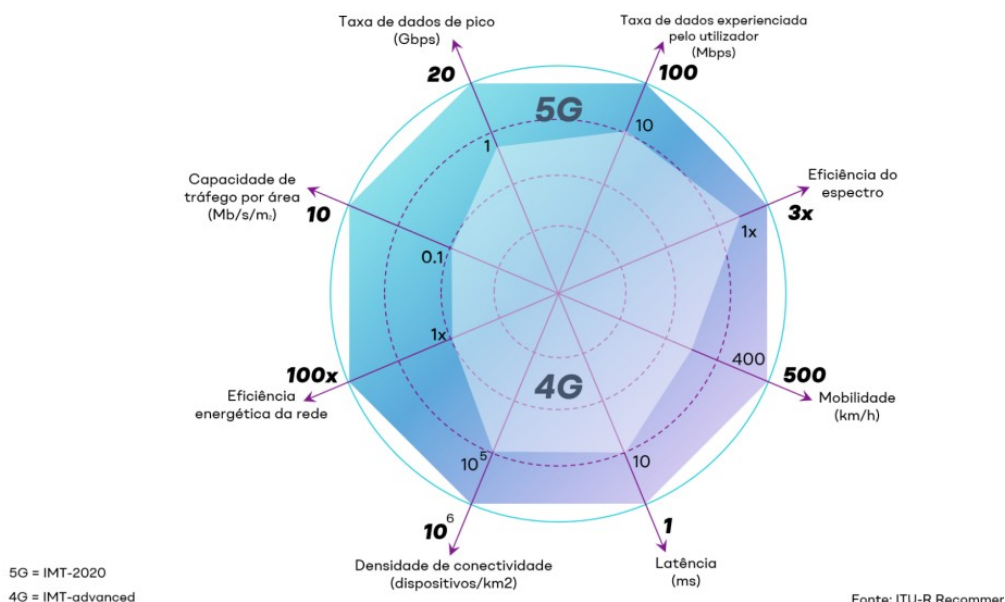 Taxa de dados de pico
(Gbps)
Taxa de dados experienciada
pelo utilizador
(Mbps)
20
100
5G
10
1
Capacidade de
tráfego por área
(Mb/s/m₂)
10
Eficiência do
espectro
3x
1x
0.1
1x
400
100x
500
Eficiência
energética da rede
4G
Mobilidade
(km/h)
10⁵
10
10⁶
1
Densidade de conectividade
(dispositivos/km2)
Latência
(ms)
5G = IMT-2020
4G = IMT-advanced
Fonte: ITU-R Recommen